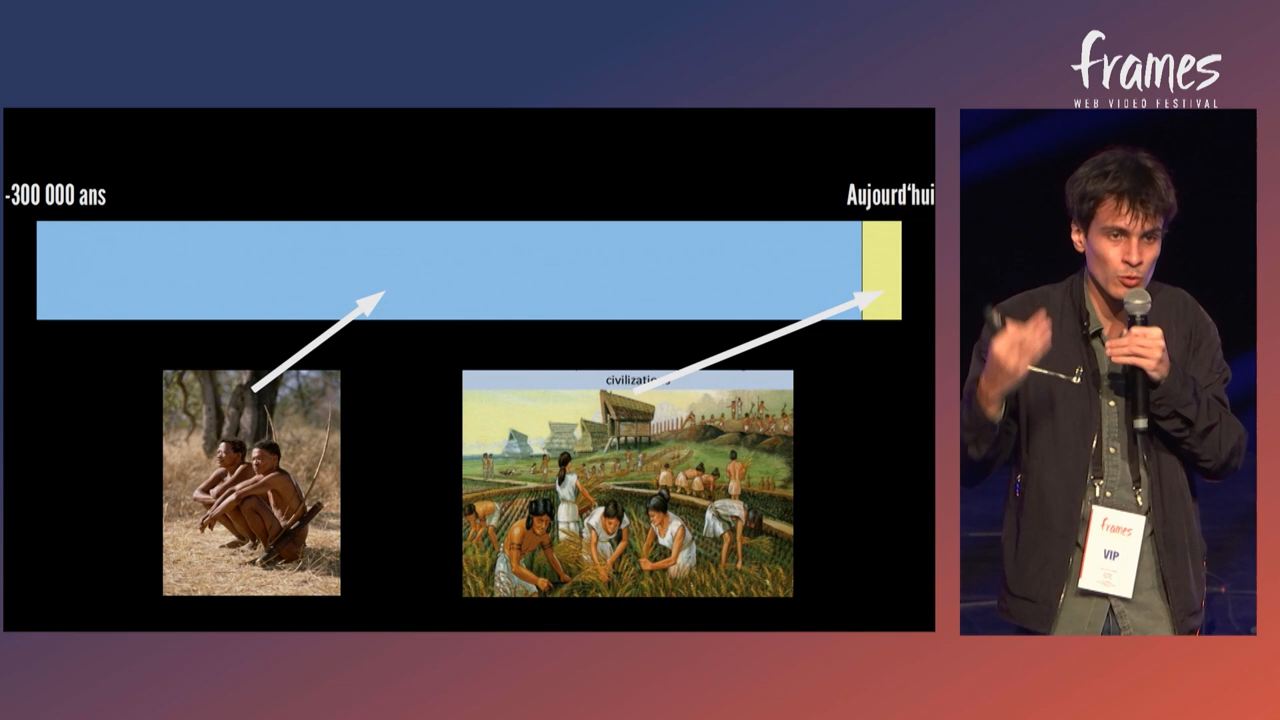 frames
WEB VIDEO FESTIVAL
-300 000 ans
Aujourd'hui
frames
VIP